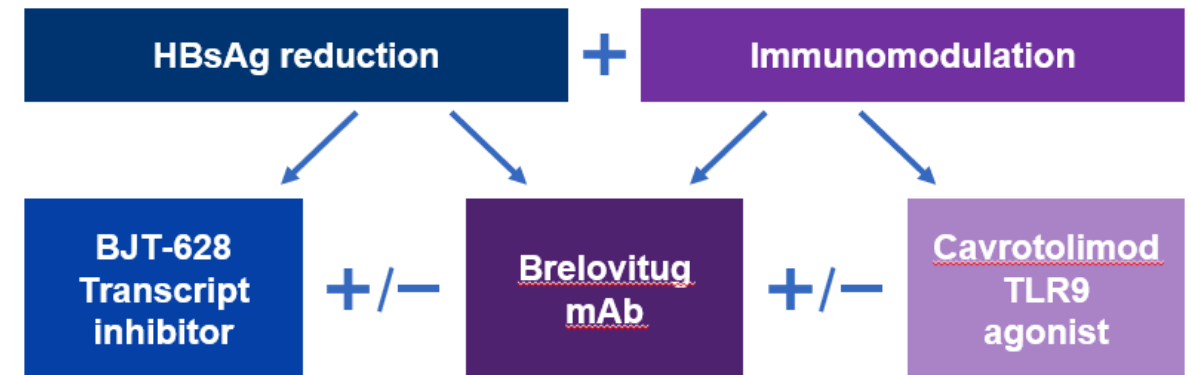 HBsAg reduction + Immunomodulation
BJT-628
Transcript
inhibitor
+/−
Brelovitug
mAb
+/−
Cavrotolimod
TLR9
agonist